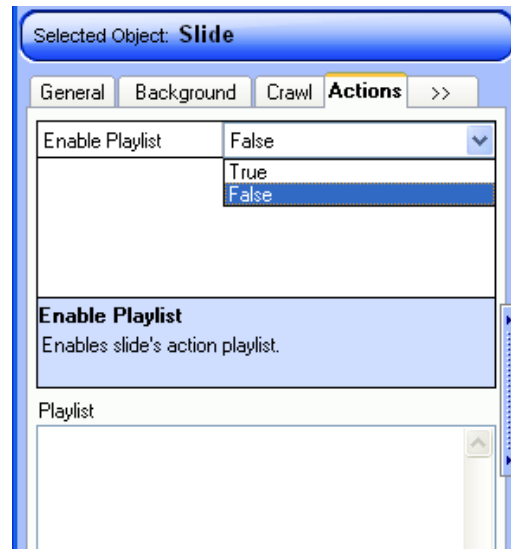 Selected Object: Slide
General Background Crawl Actions >>
Enable Playlist False
True
False
Enable Playlist
Enables slide's action playlist.
Playlist